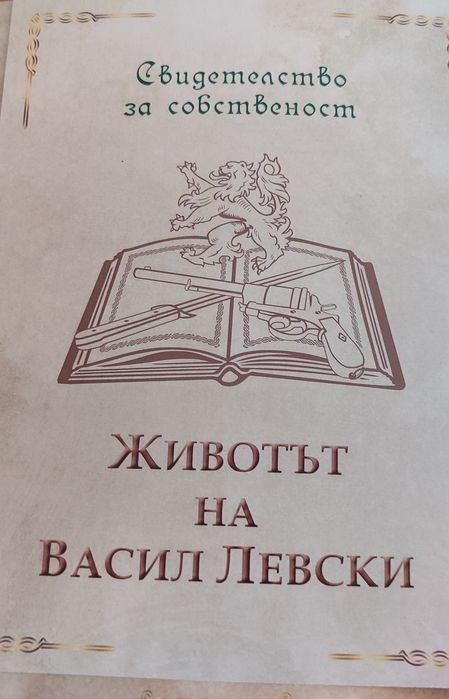 Свидетелство
за собственост
Животът
на
Васил Левски